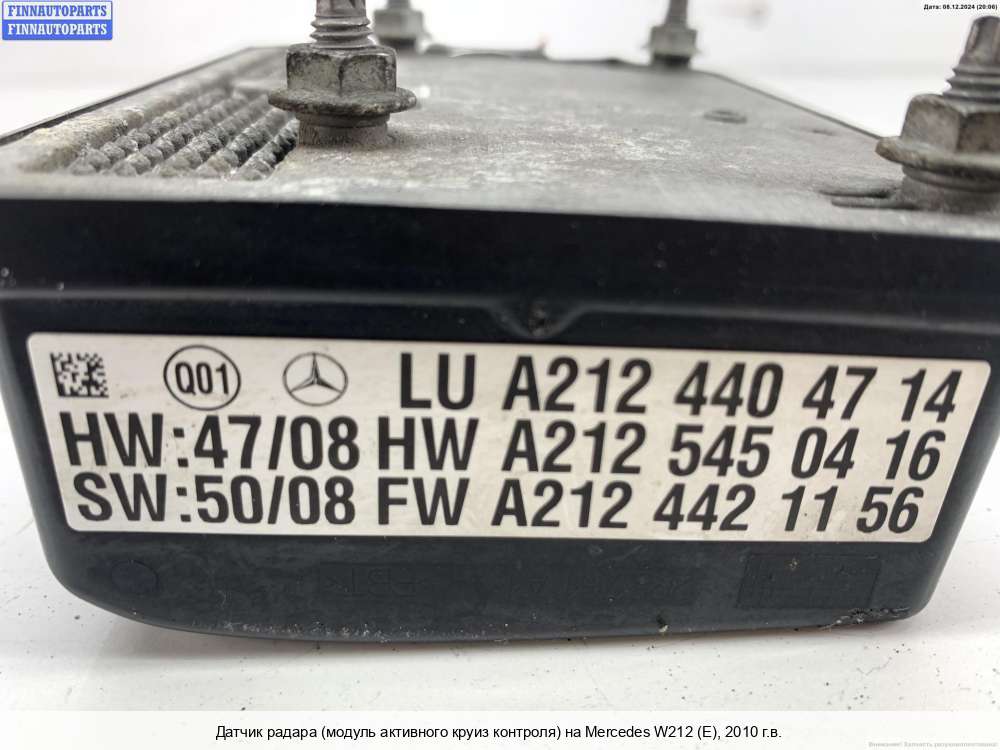 FINNAUTOPARTS
FINNAUTOPARTS
Дата: 06.12.2024 (20:06)
Q01 LU A212 440 47 14
HW:47/08 HW A212 545 04 16
SW:50/08 FW A212 442 11 56
Датчик радара (модуль активного круиз контроля) на Mercedes W212 (E), 2010 г.в.